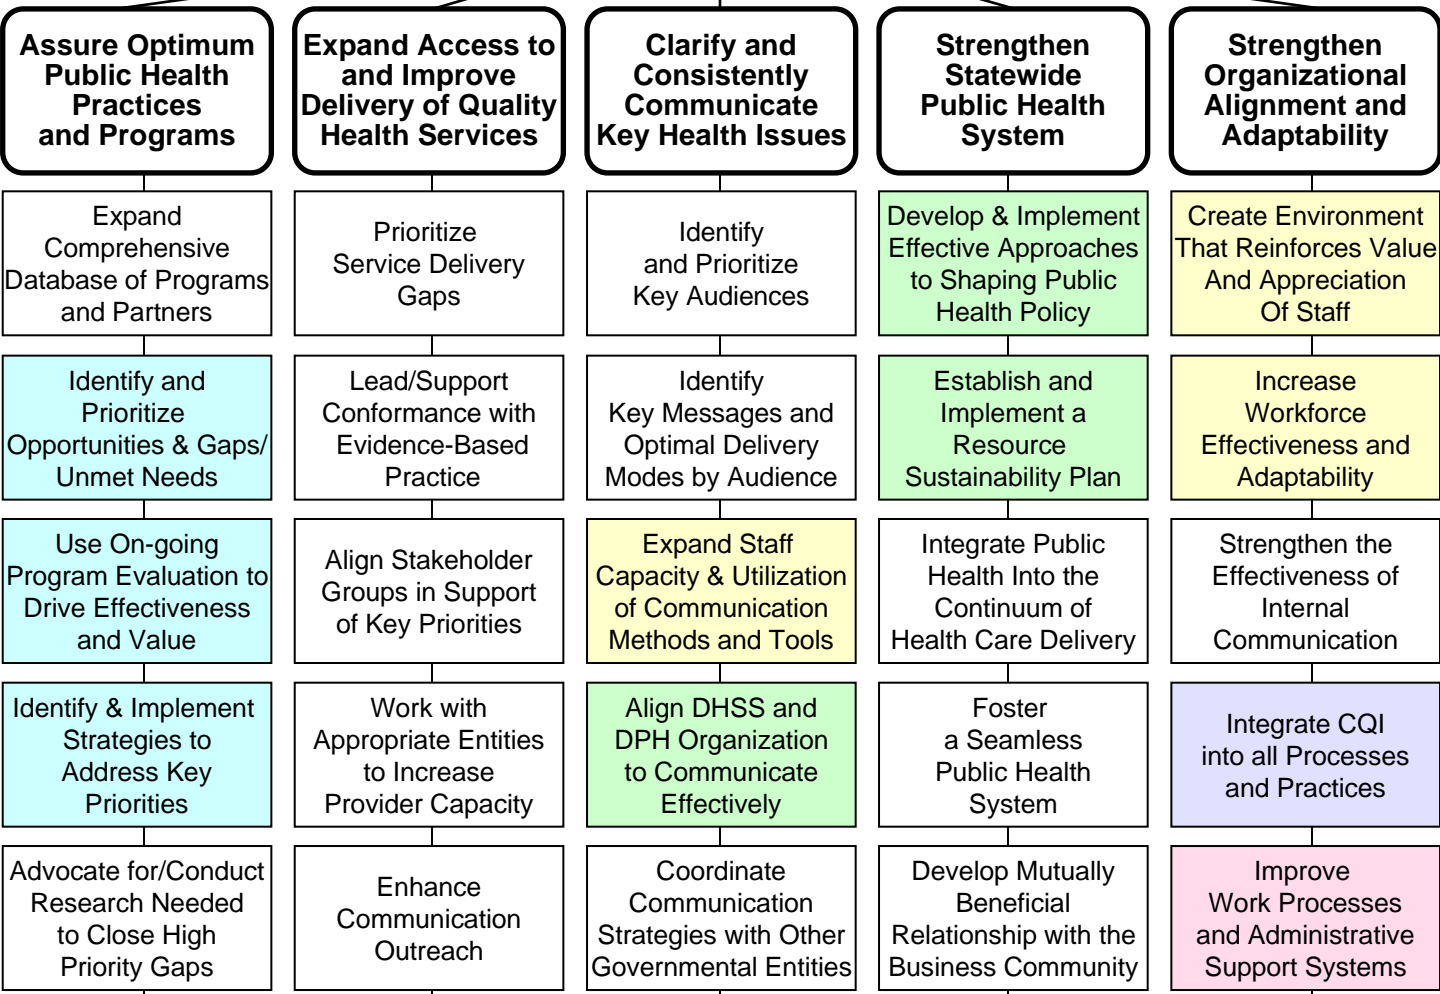 Assure Optimum
Public Health
Practices
and Programs
Expand
Comprehensive
Database of Programs
and Partners
Identify and
Prioritize
Opportunities & Gaps/
Unmet Needs
Use On-going
Program Evaluation to
Drive Effectiveness
and Value
Identify & Implement
Strategies to
Address Key
Priorities
Advocate for/Conduct
Research Needed
to Close High
Priority Gaps
Expand Access to
and Improve
Delivery of Quality
Health Services
Prioritize
Service Delivery
Gaps
Lead/Support
Conformance with
Evidence-Based
Practice
Align Stakeholder
Groups in Support
of Key Priorities
Work with
Appropriate Entities
to Increase
Provider Capacity
Enhance
Communication
Outreach
Clarify and
Consistently
Communicate
Key Health Issues
Identify
and Prioritize
Key Audiences
Identify
Key Messages and
Optimal Delivery
Modes by Audience
Expand Staff
Capacity & Utilization
of Communication
Methods and Tools
Align DHSS and
DPH Organization
to Communicate
Effectively
Coordinate
Communication
Strategies with Other
Governmental Entities
Strengthen
Statewide
Public Health
System
Develop & Implement
Effective Approaches
to Shaping Public
Health Policy
Establish and
Implement a
Resource
Sustainability Plan
Integrate Public
Health Into the
Continuum of
Health Care Delivery
Foster
a Seamless
Public Health
System
Develop Mutually
Beneficial
Relationship with the
Business Community
Strengthen
Organizational
Alignment and
Adaptability
Create Environment
That Reinforces Value
And Appreciation
Of Staff
Increase
Workforce
Effectiveness and
Adaptability
Strengthen the
Effectiveness of
Internal
Communication
Integrate CQI
into all Processes
and Practices
Improve
Work Processes
and Administrative
Support Systems